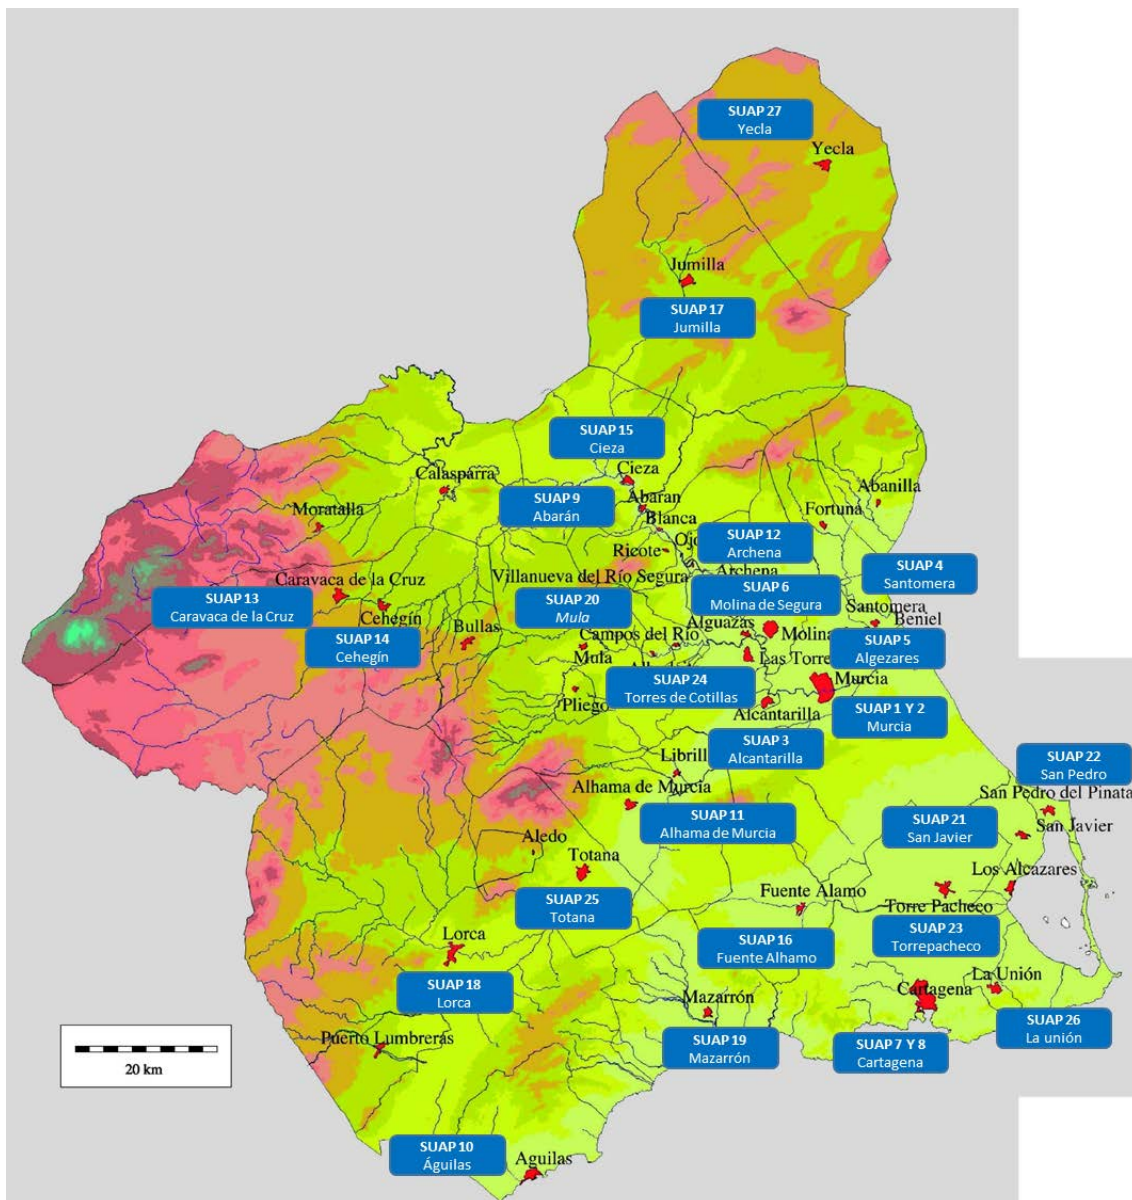 SUAP 27
Yecla
Yecla
Jumilla
SUAP 17
Jumilla
SUAP 15
Cieza
Cieza
Calasparra
SUAP 9
Abarán
Abaran
Abanilla
Moratalla
Blanca
Fortuna
Ojo
SUAP 12
Archena
Ricote
Archena
SUAP 4
Santomera
Caravaca de la Cruz
Villanueva del Río Segura
SUAP 6
Molina de Segura
SUAP 13
Caravaca de la Cruz
SUAP 20
Mula
Santomera
Beniel
Cehegín
SUAP 14
Cehegín
Bullas
Campos del Río
Alguazas
Molina
SUAP 5
Algezares
Mula
Las Torre
SUAP 24
Torres de Cotillas
Murcia
Pliego
Alcantarilla
SUAP 1 Y 2
Murcia
SUAP 3
Alcantarilla
Librill
SUAP 22
San Pedro
Alhama de Murcia
San Pedro del Pinata
SUAP 11
Alhama de Murcia
SUAP 21
San Javier
San Javier
Aledo
Totana
Los Alcazares
Fuente Alamo
SUAP 25
Totana
Torre Pacheco
SUAP 23
Torrepacheco
Lorca
SUAP 16
Fuente Alhamo
La Unión
SUAP 18
Lorca
Cartagena
Mazarrón
SUAP 26
La unión
Puerto Lumbreras
SUAP 19
Mazarrón
SUAP 7 Y 8
Cartagena
20 km
SUAP 10
Águilas
Aguilas